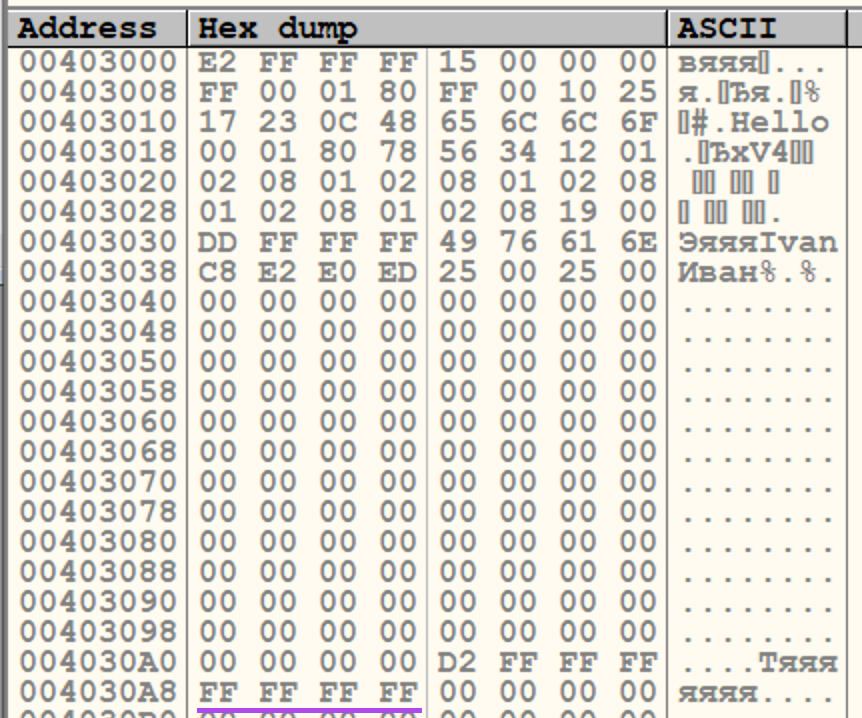 Address Hex dump ASCII
00403000 E2 FF FF FF 15 00 00 00 вяяя▯...
00403008 FF 00 01 80 FF 00 10 25 я.▯Ђя.▯%
00403010 17 23 0C 48 65 6C 6C 6F ▯#.Hello
00403018 00 01 80 78 56 34 12 01 .▯ЂxV4▯▯
00403020 02 08 01 02 08 01 02 08 ▯▯ ▯▯ ▯
00403028 01 02 08 01 02 08 19 00 ▯ ▯▯ ▯▯.
00403030 DD FF FF FF 49 76 61 6E ЭяяяIvan
00403038 C8 E2 E0 ED 25 00 25 00 Иван%.%.
00403040 00 00 00 00 00 00 00 00 ........
00403048 00 00 00 00 00 00 00 00 ........
00403050 00 00 00 00 00 00 00 00 ........
00403058 00 00 00 00 00 00 00 00 ........
00403060 00 00 00 00 00 00 00 00 ........
00403068 00 00 00 00 00 00 00 00 ........
00403070 00 00 00 00 00 00 00 00 ........
00403078 00 00 00 00 00 00 00 00 ........
00403080 00 00 00 00 00 00 00 00 ........
00403088 00 00 00 00 00 00 00 00 ........
00403090 00 00 00 00 00 00 00 00 ........
00403098 00 00 00 00 00 00 00 00 ........
004030A0 00 00 00 00 D2 FF FF FF ....Тяяя
004030A8 FF FF FF FF 00 00 00 00 яяяя....